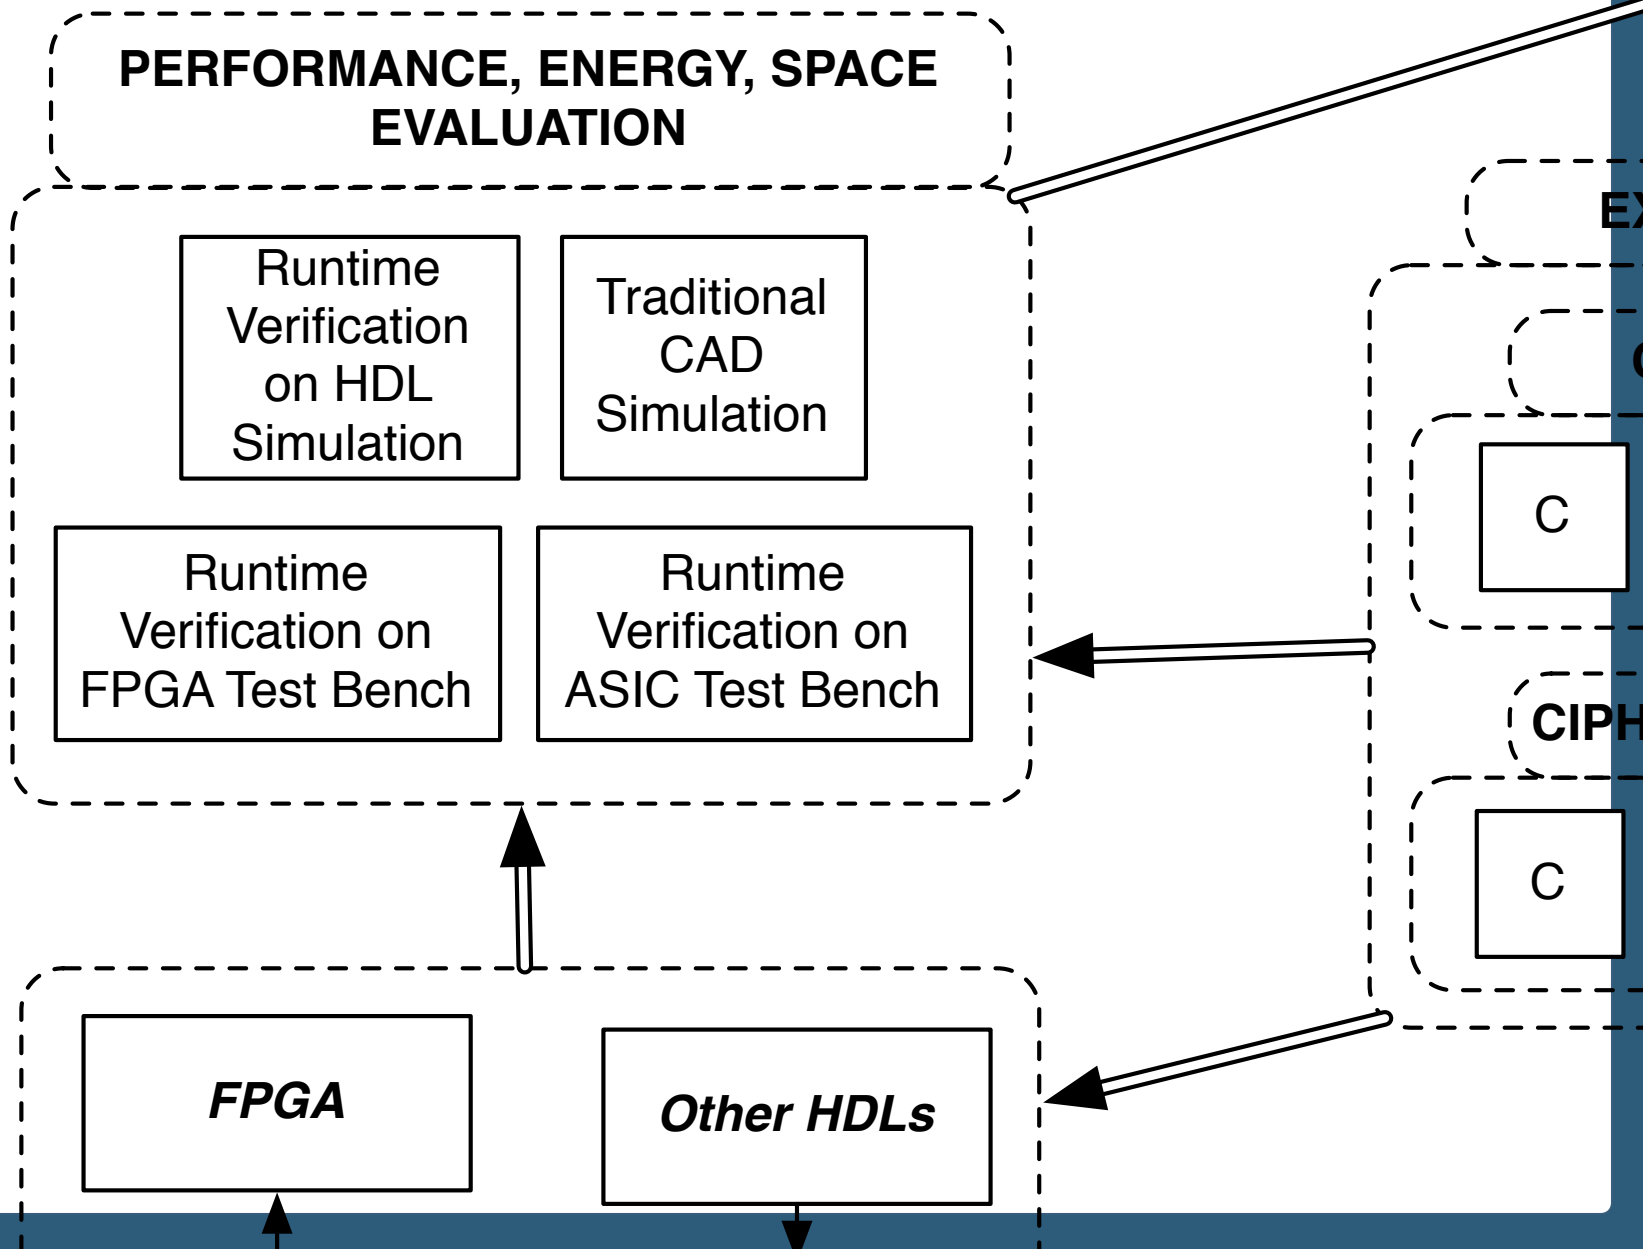 PERFORMANCE, ENERGY, SPACE
EVALUATION
Runtime
Verification
on HDL
Simulation
Traditional
CAD
Simulation
Runtime
Verification on
FPGA Test Bench
Runtime
Verification on
ASIC Test Bench
FPGA
Other HDLs
C
C